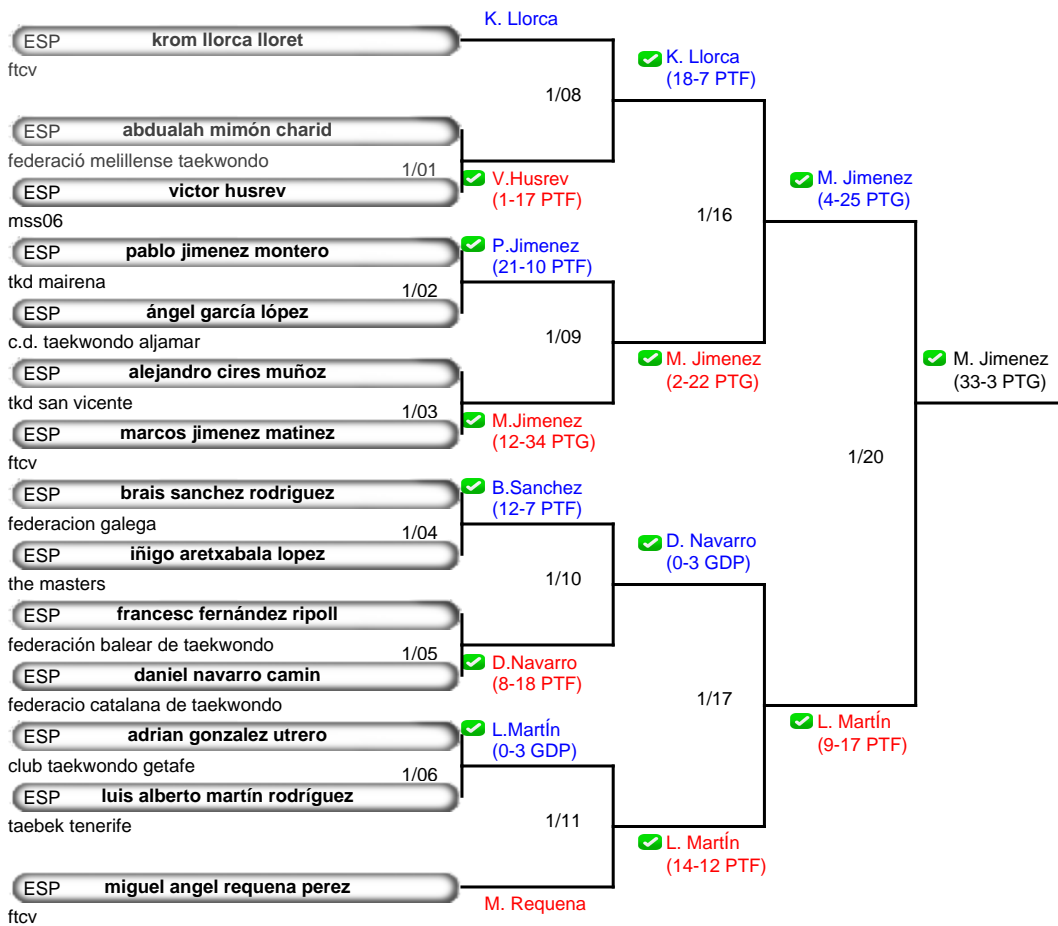 K. Llorca
ESP krom llorca lloret
ftcv
K. Llorca
(18-7 PTF)
1/08
ESP abdualah mimón charid
federació melillense taekwondo
1/01
ESP victor husrev
mss06
V.Husrev
(1-17 PTF)
M. Jimenez
(4-25 PTG)
1/16
ESP pablo jimenez montero
tkd mairena
P.Jimenez
(21-10 PTF)
1/02
ESP ángel garcía lópez
c.d. taekwondo aljamar
1/09
ESP alejandro cires muñoz
tkd san vicente
M. Jimenez
(2-22 PTG)
M. Jimenez
(33-3 PTG)
1/03
ESP marcos jimenez matinez
ftcv
M.Jimenez
(12-34 PTG)
1/20
ESP brais sanchez rodriguez
federacion galega
B.Sanchez
(12-7 PTF)
1/04
ESP iñigo aretxabala lopez
the masters
D. Navarro
(0-3 GDP)
1/10
ESP francesc fernández ripoll
federación balear de taekwondo
1/05
ESP daniel navarro camin
federacio catalana de taekwondo
D.Navarro
(8-18 PTF)
1/17
ESP adrian gonzalez utrero
club taekwondo getafe
L.MartÍn
(0-3 GDP)
L. MartÍn
(9-17 PTF)
1/06
ESP luis alberto martín rodríguez
taebek tenerife
1/11
L. MartÍn
(14-12 PTF)
ESP miguel angel requena perez
ftcv
M. Requena